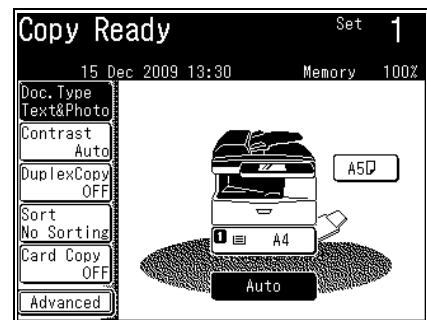 Copy Ready
Set 1
15 Dec 2009 13:30
Memory 100%
Doc.Type
Text&Photo
Contrast
Auto
DuplexCopy
OFF
Sort
No Sorting
Card Copy
OFF
Advanced
A5
1 A4
Auto